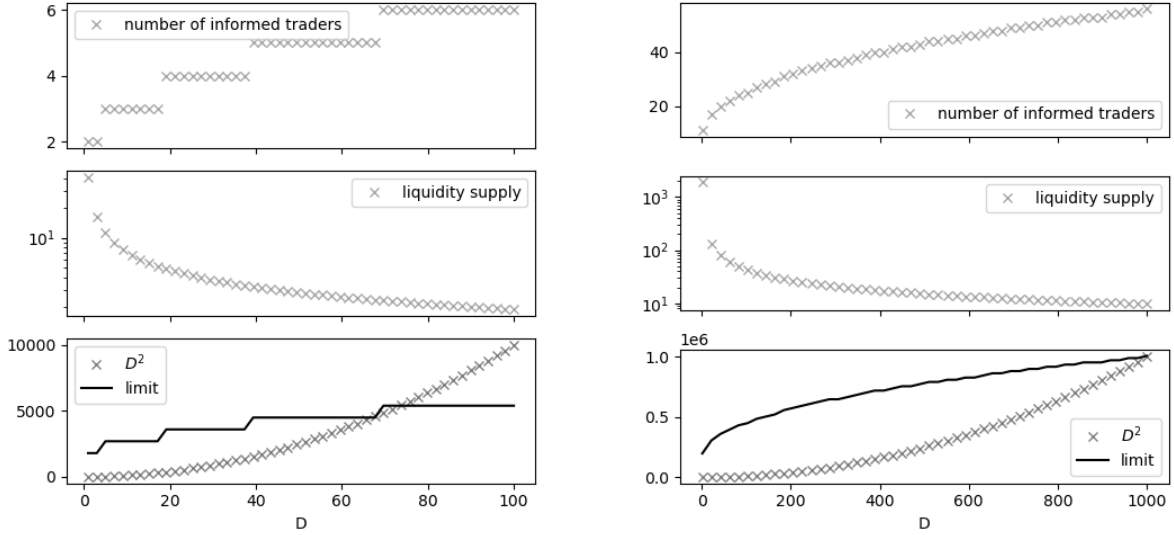 6
4
2
number of informed traders
10¹
liquidity supply
10000
5000
0
D²
limit
0
20
40
60
80
100
D
40
20
number of informed traders
10³
10²
10¹
liquidity supply
1e6
1.0
0.5
0.0
D²
limit
0
200
400
600
800
1000
D